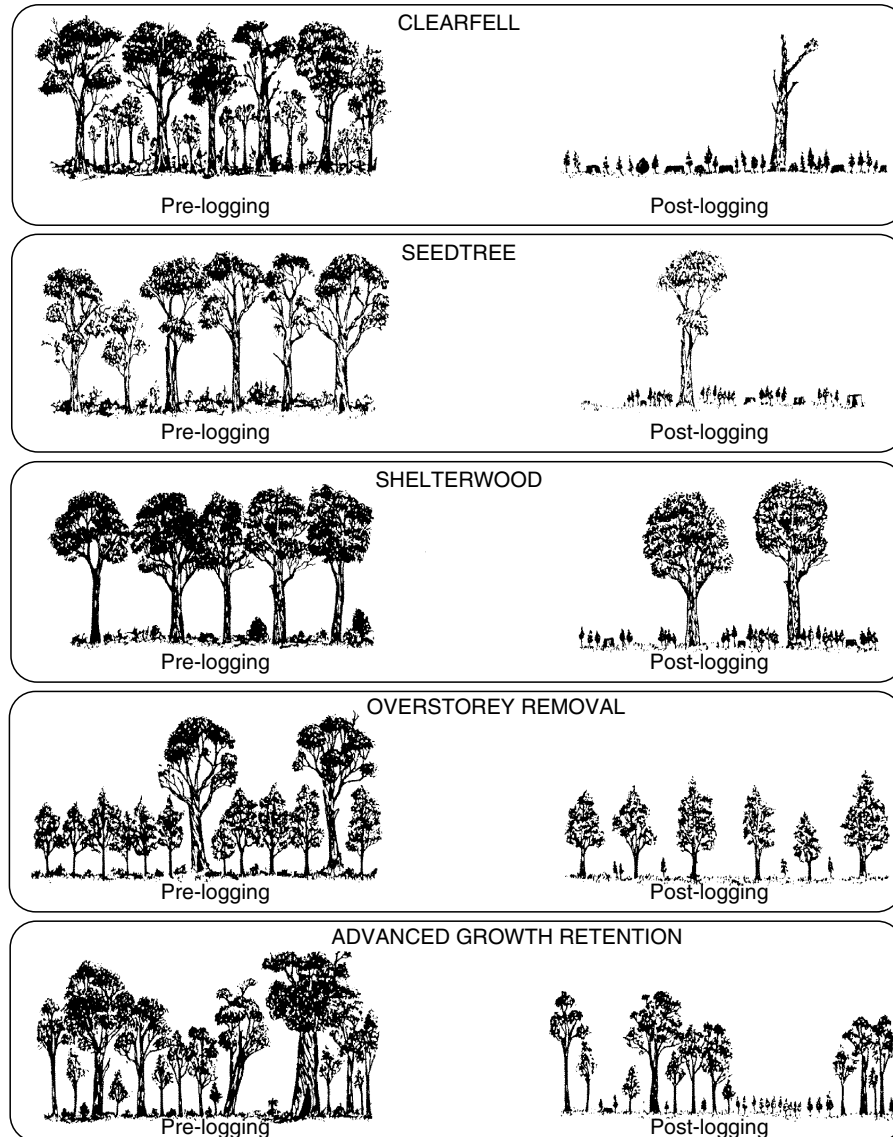 CLEARFELL
Pre-logging Post-logging
SEEDTREE
Pre-logging Post-logging
SHELTERWOOD
Pre-logging Post-logging
OVERSTOREY REMOVAL
Pre-logging Post-logging
ADVANCED GROWTH RETENTION
Pre-logging Post-logging